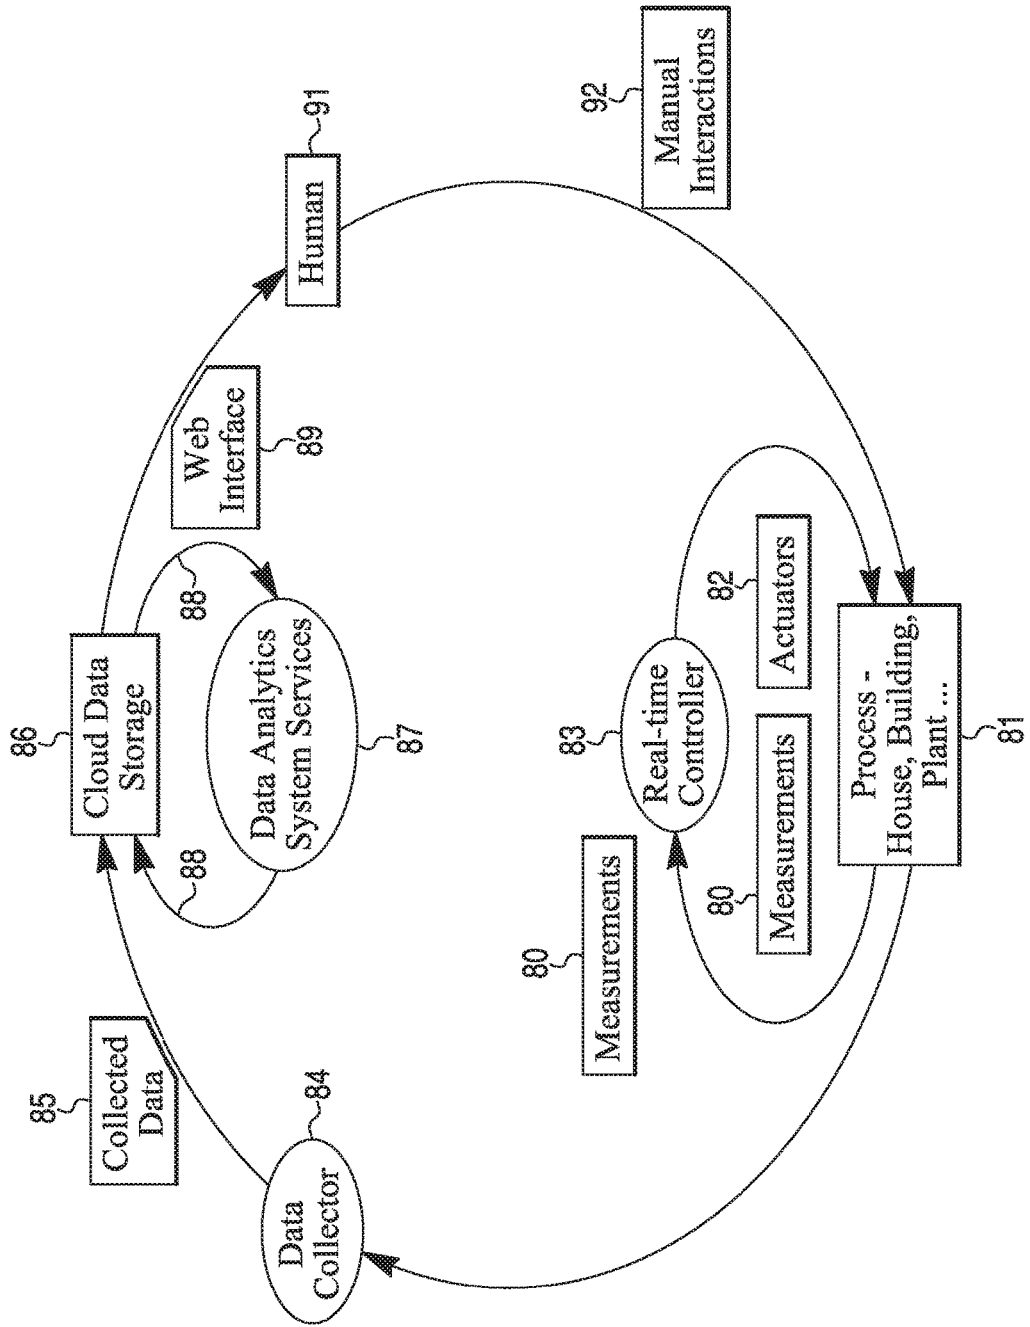 86
Cloud Data
Storage
85
Collected
Data
88
88
Web
Interface
89
Data Analytics
System Services
87
84
Data
Collector
Human
91
80
Measurements
83
Real-time
Controller
92
Manual
Interactions
80
Measurements
82
Actuators
Process -
House, Building,
Plant ...
81